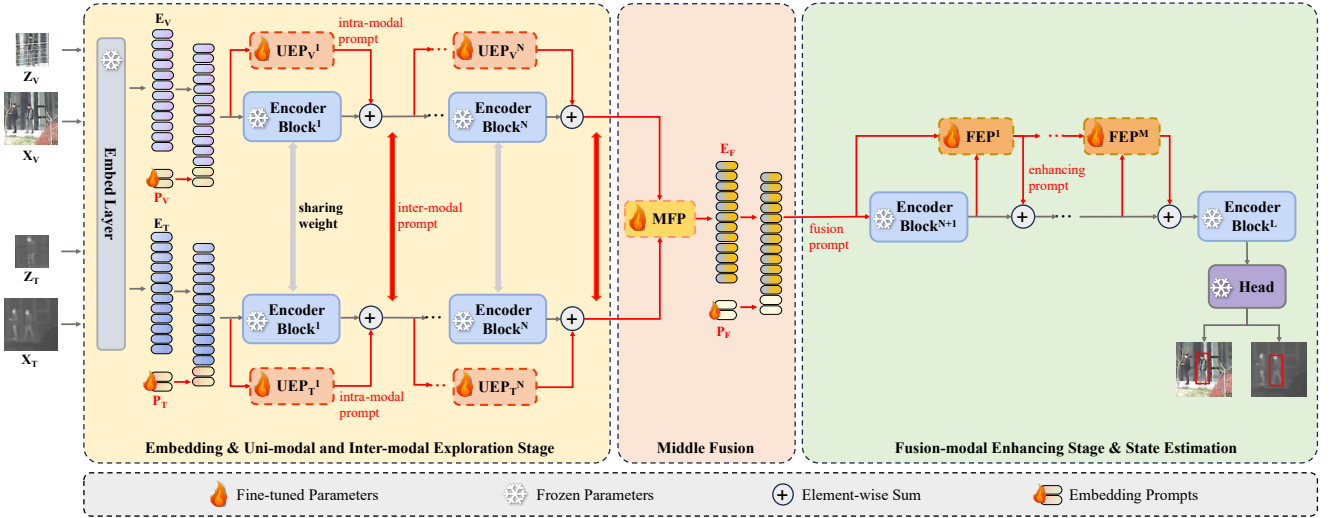 Z_V
X_V
Z_T
X_T
Embed Layer
E_V
P_V
E_T
P_T
intra-modal
prompt
UEP_V^1
UEP_V^N
Encoder
Block^1
Encoder
Block^N
sharing
weight
inter-modal
prompt
Encoder
Block^1
Encoder
Block^N
UEP_T^1
UEP_T^N
intra-modal
prompt
Embedding & Uni-modal and Inter-modal Exploration Stage
MFP
E_F
P_F
Middle Fusion
fusion
prompt
FEP^1
FEP^M
enhancing
prompt
Encoder
Block^N+1
Encoder
Block^L
Head
Fusion-modal Enhancing Stage & State Estimation
Fine-tuned Parameters
Frozen Parameters
Element-wise Sum
Embedding Prompts